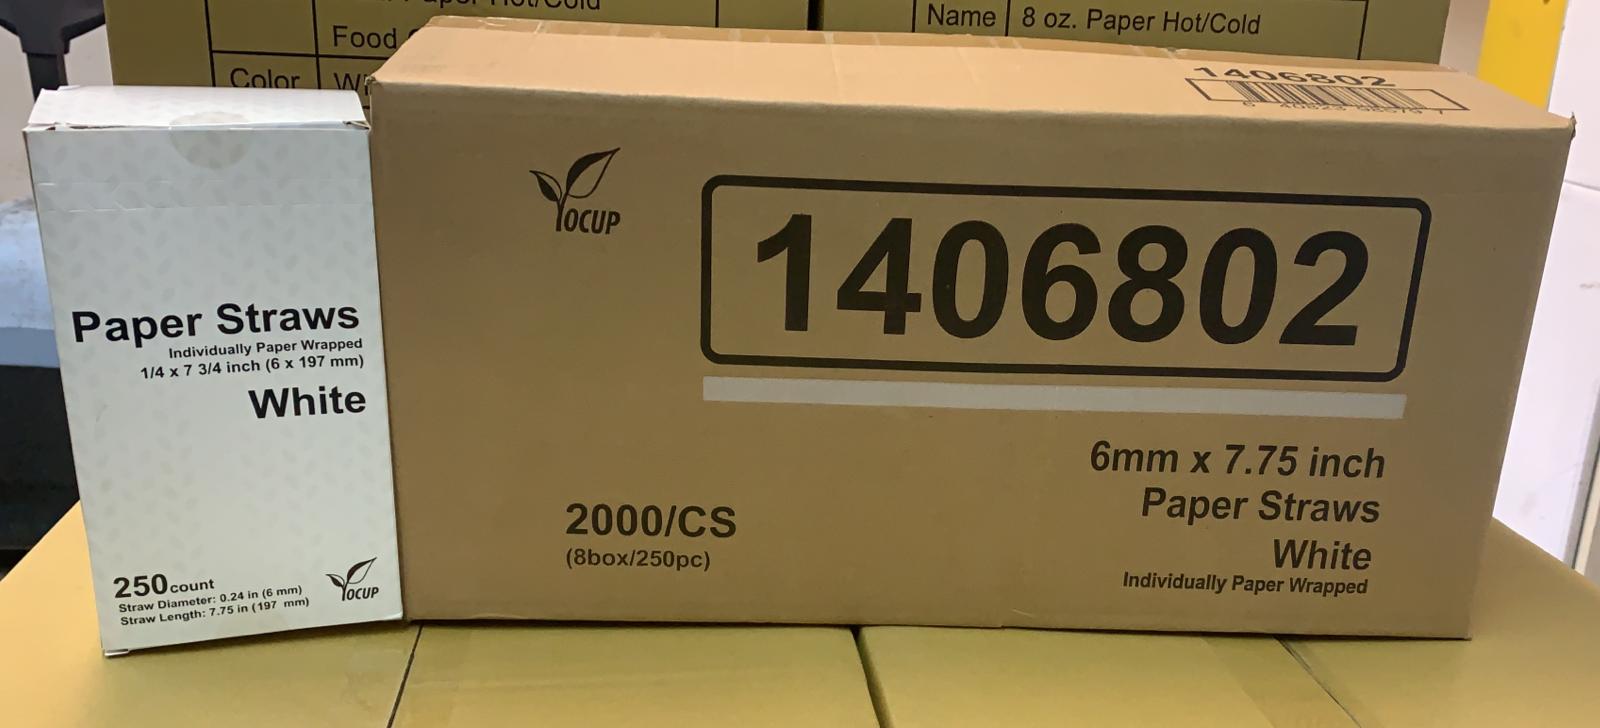 Paper Hot/Cold
Food
Color
Name
8 oz. Paper Hot/Cold
1406802
YOCUP
1406802
6mm x 7.75 inch
Paper Straws
White
Individually Paper Wrapped
2000/CS
(8box/250pc)
Paper Straws
Individually Paper Wrapped
1/4 x 7 3/4 inch (6 x 197 mm)
White
250 count
Straw Diameter: 0.24 in (6 mm)
Straw Length: 7.75 in (197 mm)
YOCUP